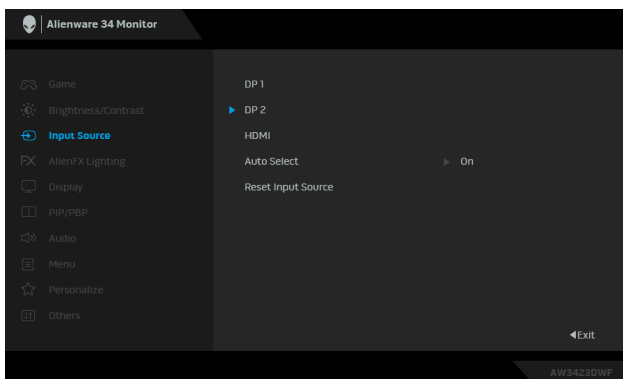 Alienware 34 Monitor
Game
Brightness/Contrast
Input Source
AlienFX Lighting
Display
PIP/PBP
Audio
Menu
Personalize
Others
DP 1
DP 2
HDMI
Auto Select On
Reset Input Source
Exit
AW3423DWF